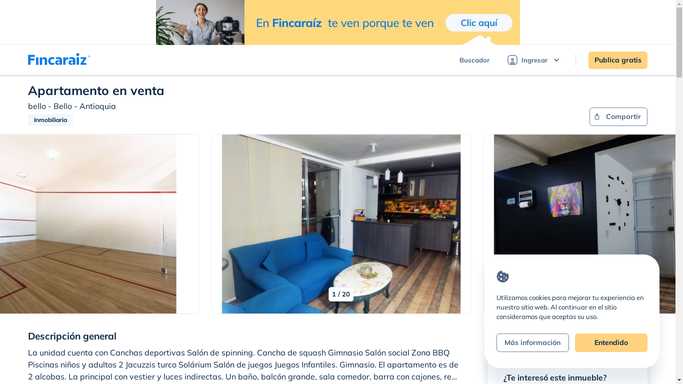 En Fincaraíz te ven porque te ven
Clic aquí
Fincaraíz
Buscador
Ingresar
Publica gratis
Apartamento en venta
bello - Bello - Antioquia
Inmobiliaria
Compartir
1 / 20
Utilizamos cookies para mejorar tu experiencia en
nuestro sitio web. Al continuar en el sitio
consideramos que aceptas su uso.
Más información
Entendido
Descripción general
La unidad cuenta con Canchas deportivas Salón de spinning. Cancha de squash Gimnasio Salón social Zona BBQ
Piscinas niños y adultos 2 Jacuzzis turco Solárium Salón de juegos Juegos Infantiles. Gimnasio. El apartamento es de
2 alcobas. La principal con vestier y luces indirectas. Un baño, balcón grande, sala comedor, barra con cajones, re...
¿Te interesó este inmueble?